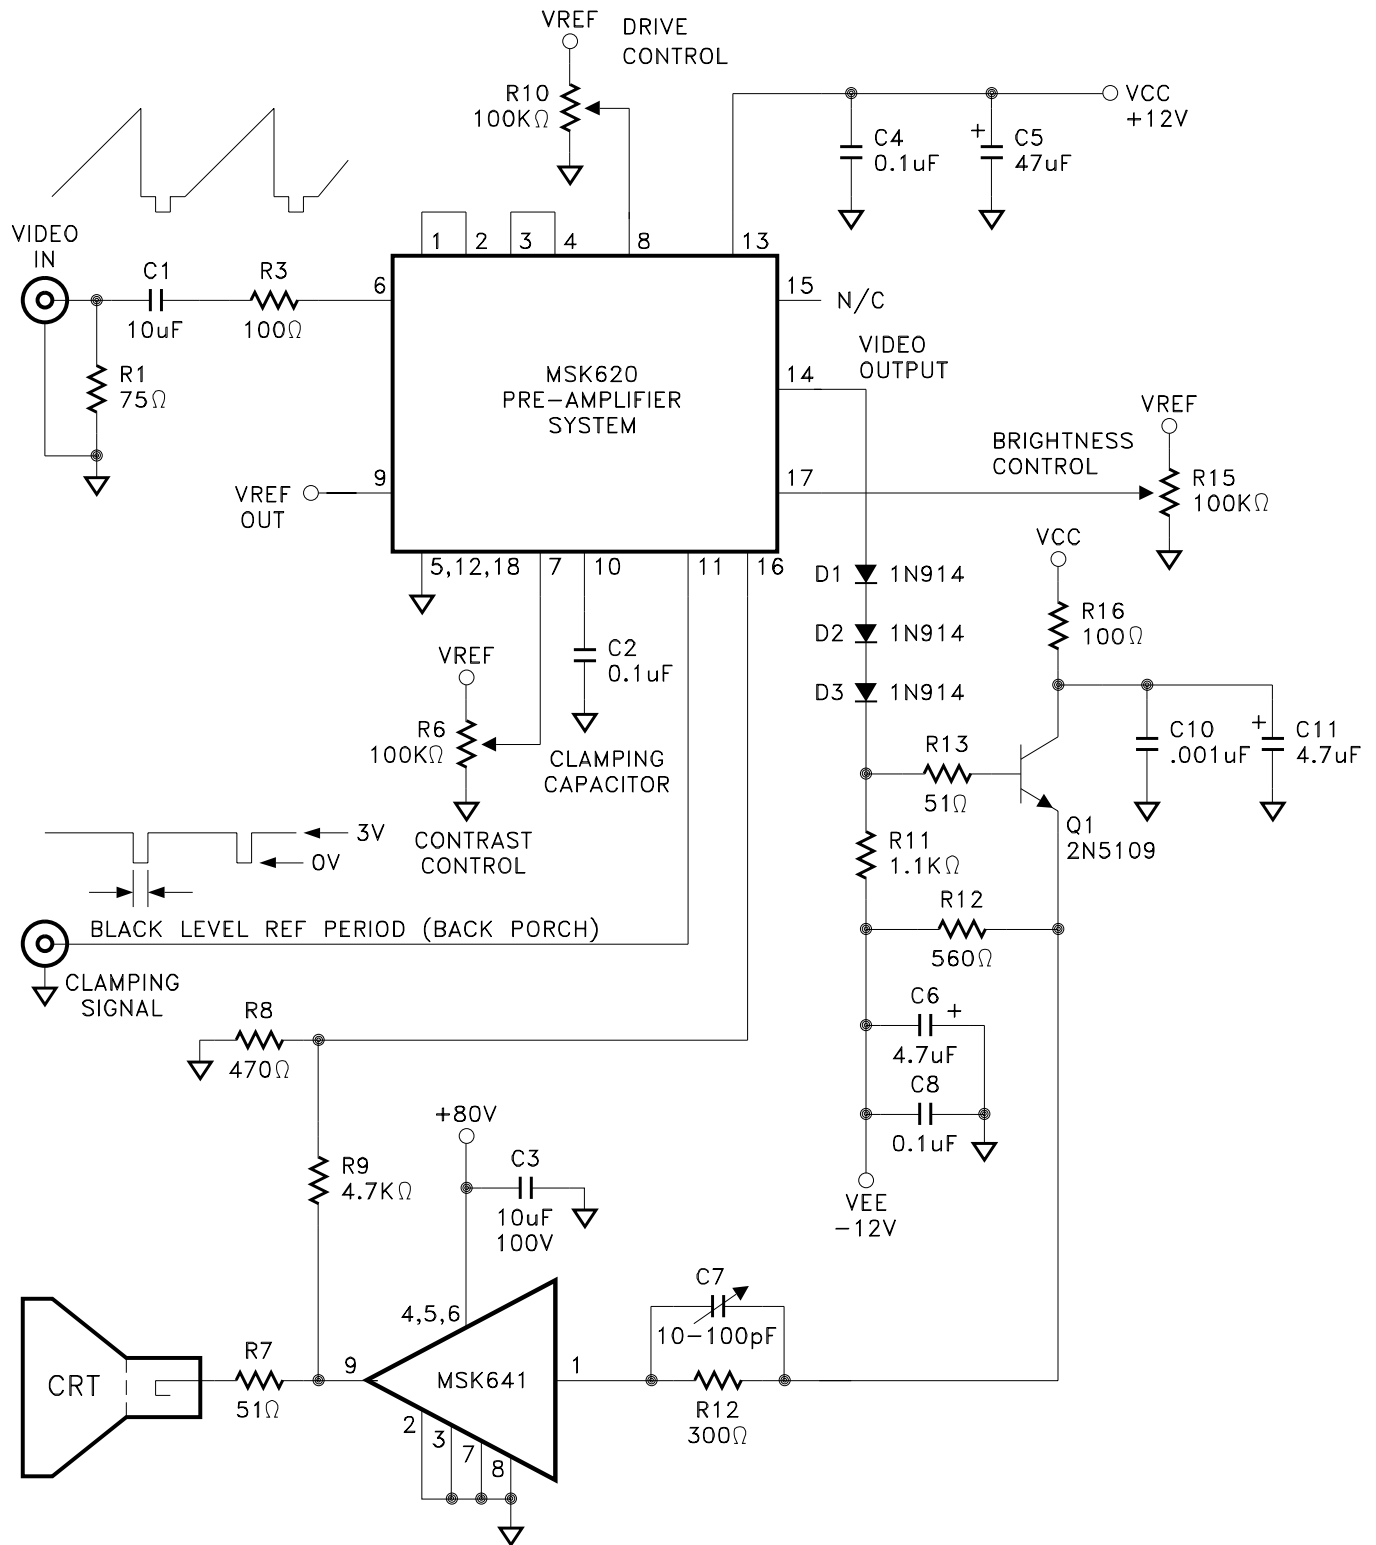 VREF
DRIVE
CONTROL
R10
100KΩ
VCC
+12V
C4
0.1uF
+
C5
47uF
VIDEO
IN
1
2
3
4
8
13
C1
10uF
R3
100Ω
6
15
N/C
R1
75Ω
MSK620
PRE-AMPLIFIER
SYSTEM
14
VIDEO
OUTPUT
VREF
BRIGHTNESS
CONTROL
17
R15
100KΩ
VREF
OUT
9
5,12,18
7
10
11
16
D1
1N914
D2
1N914
D3
1N914
VCC
R16
100Ω
VREF
C2
0.1uF
R6
100KΩ
CLAMPING
CAPACITOR
CONTRAST
CONTROL
R13
51Ω
C10
.001uF
+
C11
4.7uF
Q1
2N5109
R11
1.1KΩ
3V
0V
BLACK LEVEL REF PERIOD (BACK PORCH)
CLAMPING
SIGNAL
R12
560Ω
C6
+
4.7uF
C8
0.1uF
R8
470Ω
+80V
R9
4.7KΩ
C3
10uF
100V
VEE
-12V
C7
10-100pF
4,5,6
CRT
R7
51Ω
9
MSK641
1
R12
300Ω
2
3
7
8